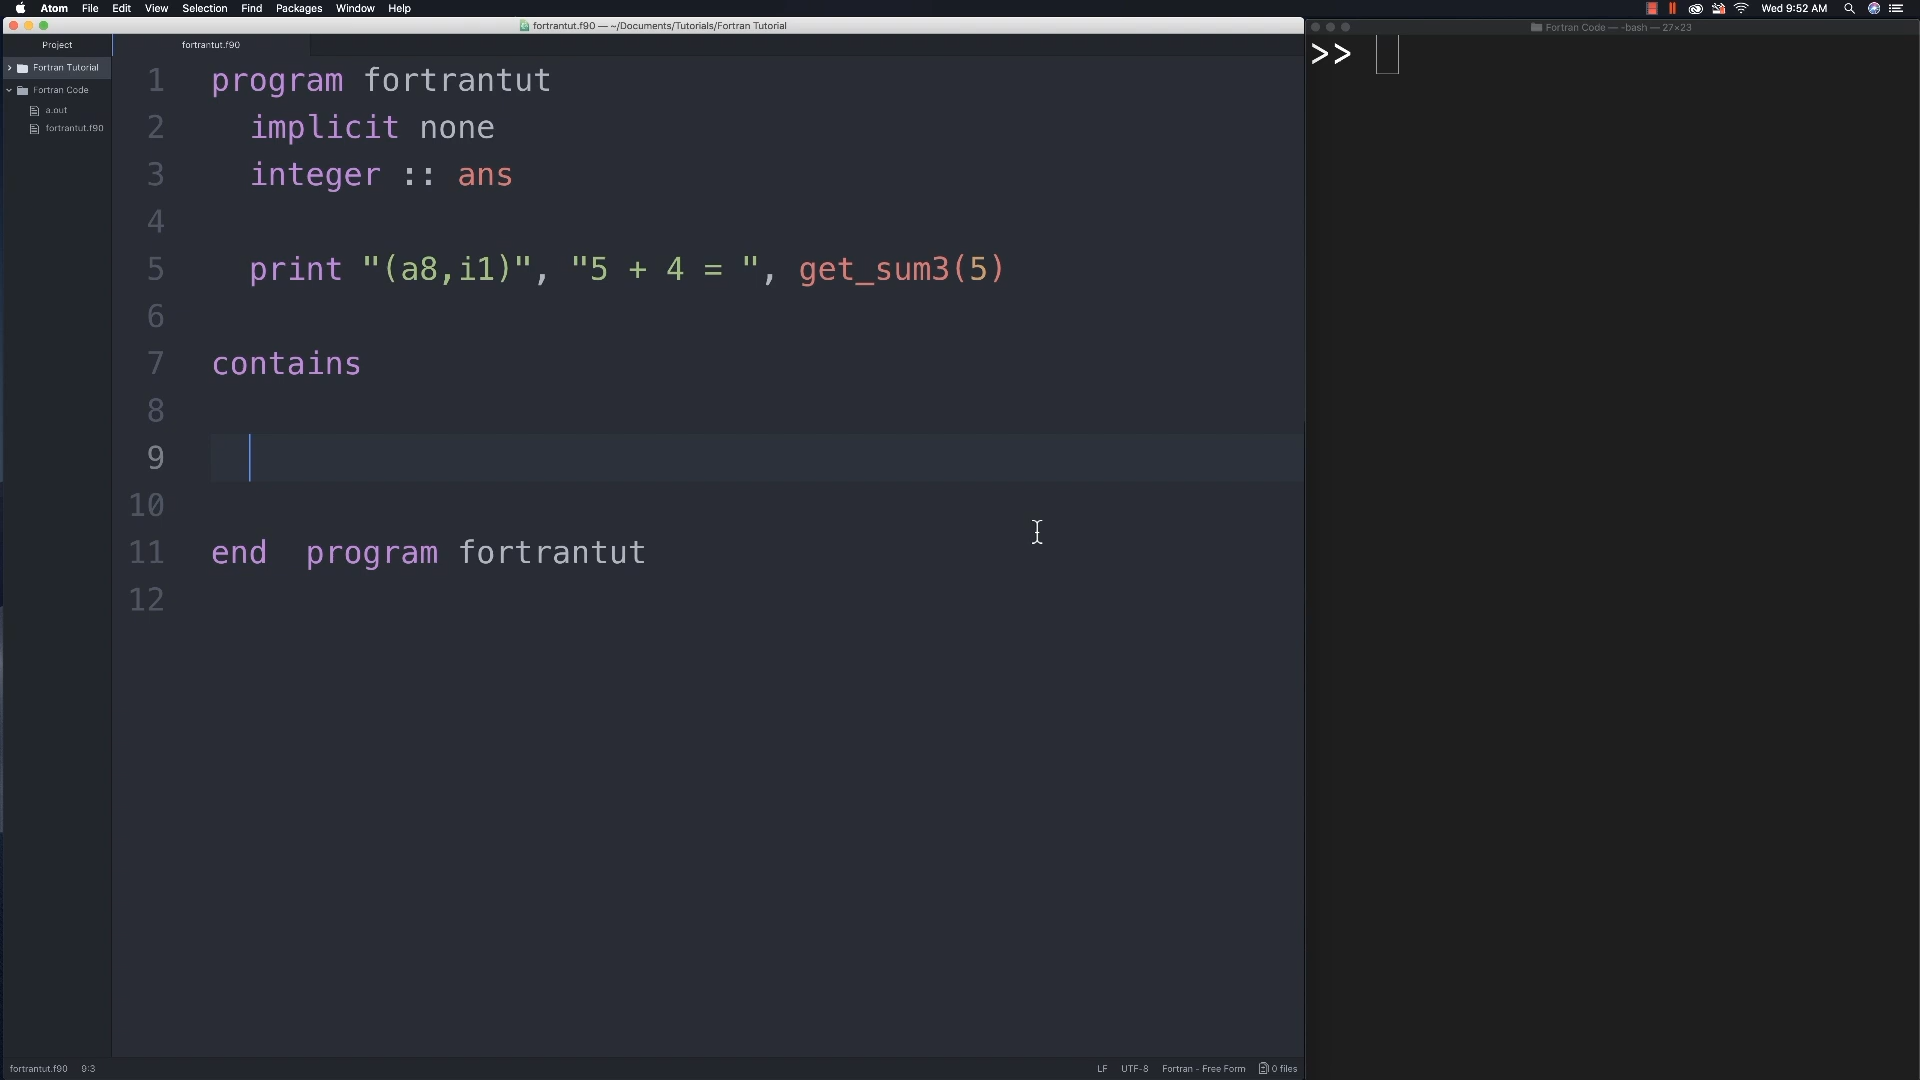 Atom File Edit View Selection Find Packages Window Help
Wed 9:52 AM
fortrantut.f90 — ~/Documents/Tutorials/Fortran Tutorial
Fortran Code — -bash — 27×23
Project
fortrantut.f90
Fortran Tutorial
Fortran Code
a.out
fortrantut.f90
1 program fortrantut
2 implicit none
3 integer :: ans
4
5 print "(a8,i1)", "5 + 4 = ", get_sum3(5)
6
7 contains
8
9
10
11 end  program fortrantut
12
>>
fortrantut.f90 9:3
LF UTF-8 Fortran - Free Form 0 files